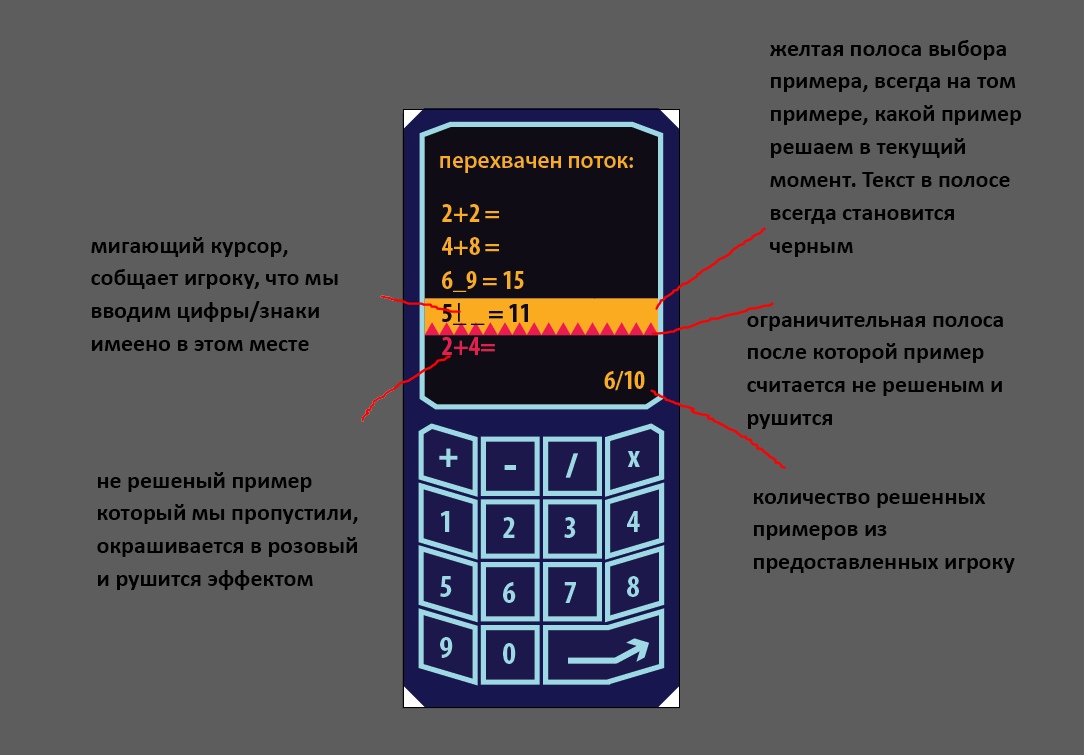 желтая полоса выбора
примера, всегда на том
примере, какой пример
решаем в текущий
момент. Текст в полосе
всегда становится
черным
мигающий курсор,
собщает игроку, что мы
вводим цифры/знаки
имеено в этом месте
перехвачен поток:
2+2 =
4+8 =
6_9 = 15
5| _ = 11
2+4=
6/10
ограничительная полоса
после которой пример
считается не решеным и
рушится
не решеный пример
который мы пропустили,
окрашивается в розовый
и рушится эффектом
количество решенных
примеров из
предоставленных игроку
+ - / x
1 2 3 4
5 6 7 8
9 0